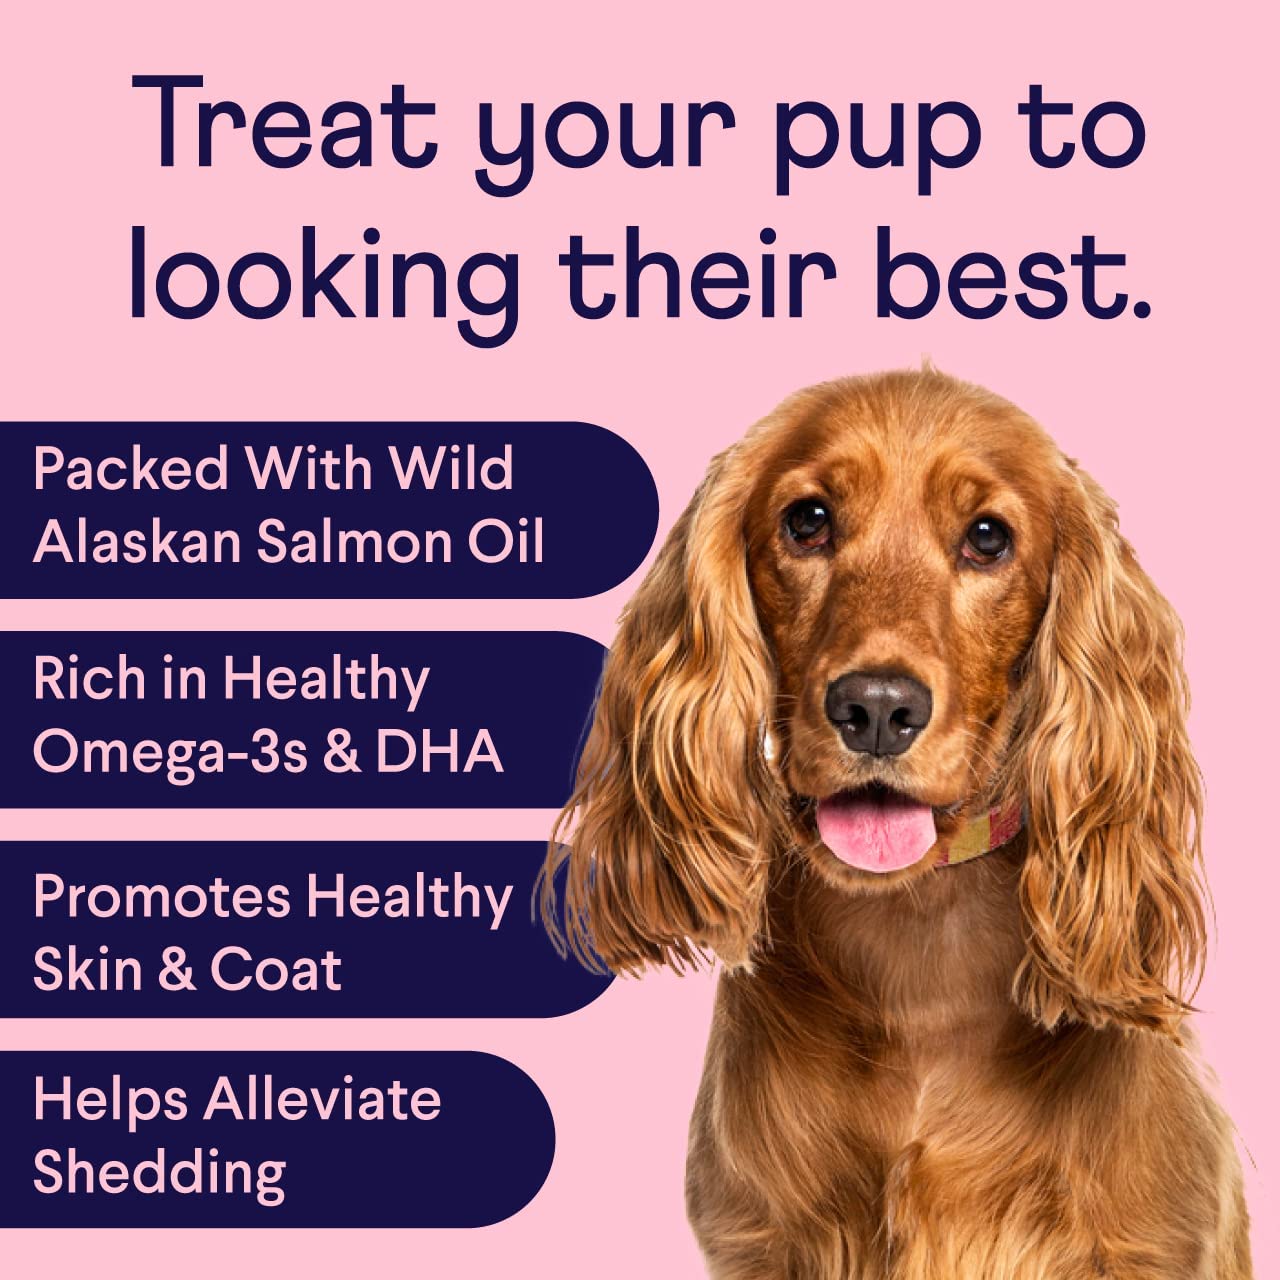 Treat your pup to
looking their best.
Packed With Wild
Alaskan Salmon Oil
Rich in Healthy
Omega-3s & DHA
Promotes Healthy
Skin & Coat
Helps Alleviate
Shedding